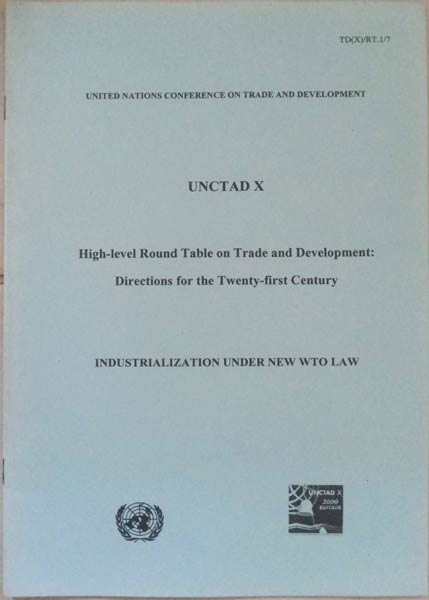 TD(X)/RT.1/7
UNITED NATIONS CONFERENCE ON TRADE AND DEVELOPMENT
UNCTAD X
High-level Round Table on Trade and Development:
Directions for the Twenty-first Century
INDUSTRIALIZATION UNDER NEW WTO LAW
UNCTAD X
2000
BANGKOK